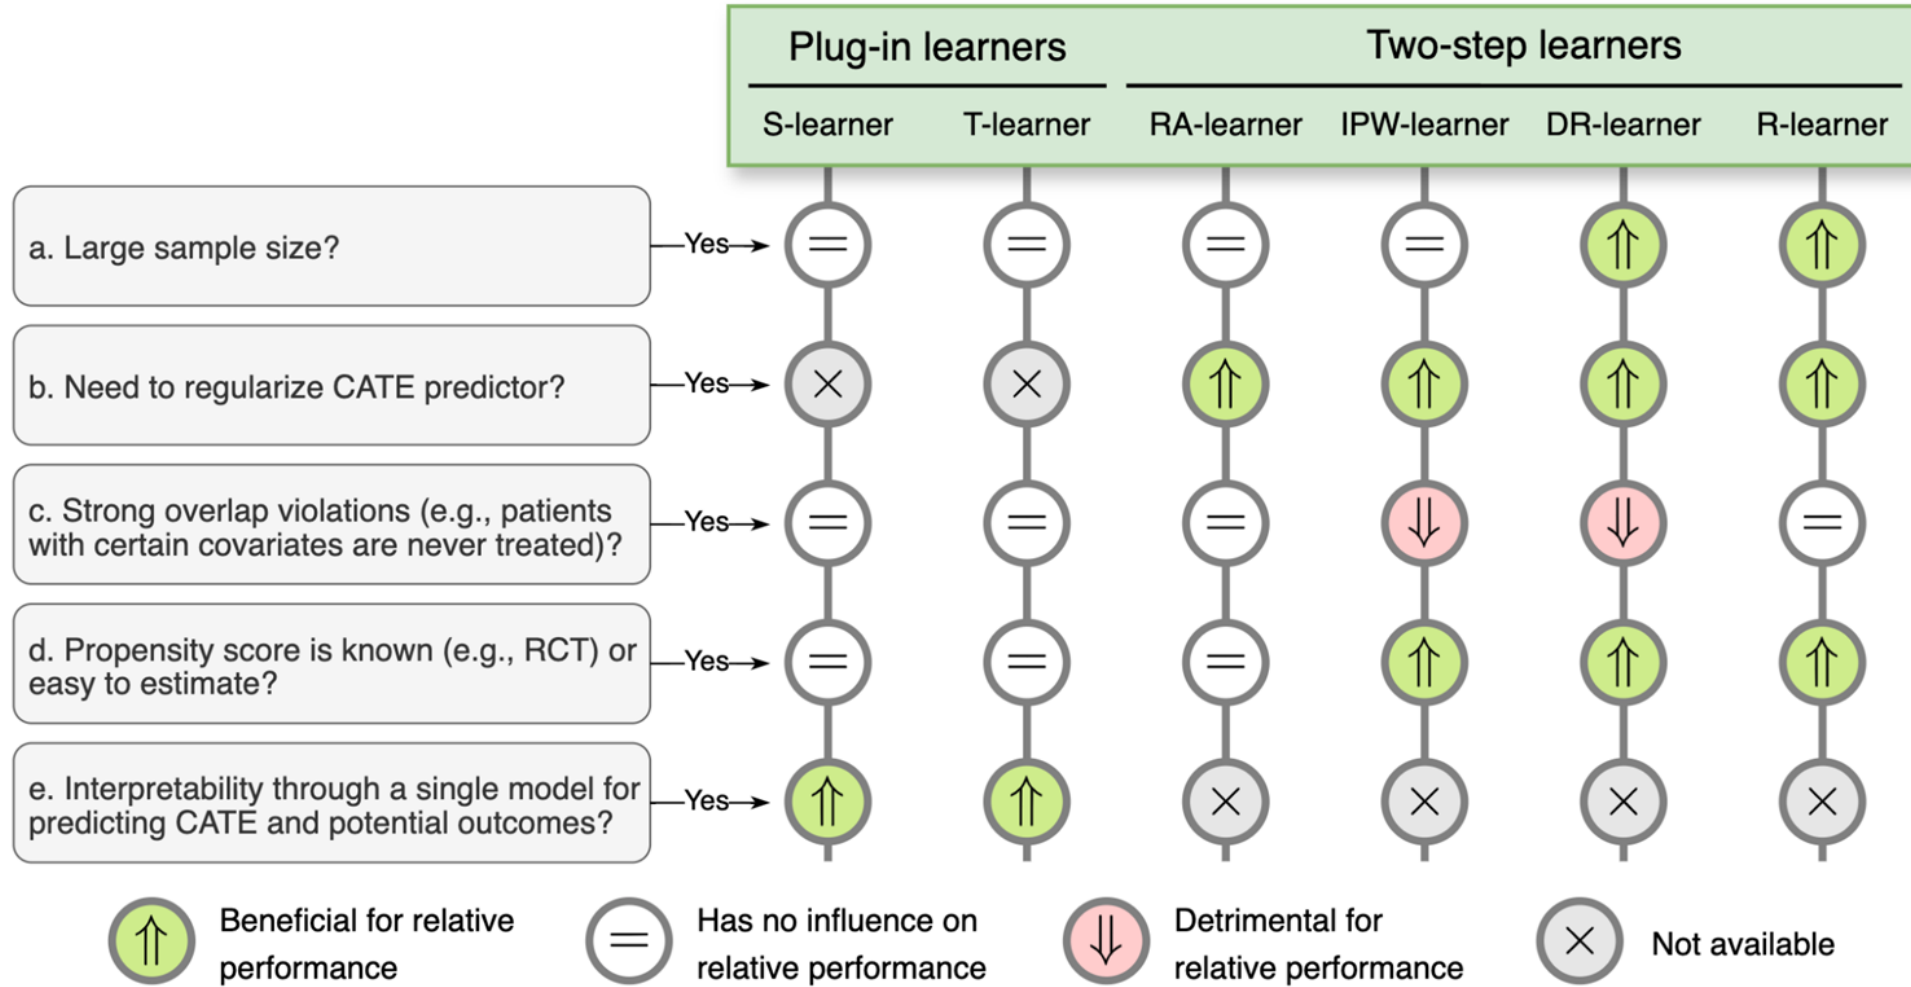 Plug-in learners
Two-step learners
S-learner
T-learner
RA-learner
IPW-learner
DR-learner
R-learner
a. Large sample size?
Yes
b. Need to regularize CATE predictor?
Yes
c. Strong overlap violations (e.g., patients
with certain covariates are never treated)?
Yes
d. Propensity score is known (e.g., RCT) or
easy to estimate?
Yes
e. Interpretability through a single model for
predicting CATE and potential outcomes?
Yes
Beneficial for relative
performance
Has no influence on
relative performance
Detrimental for
relative performance
Not available